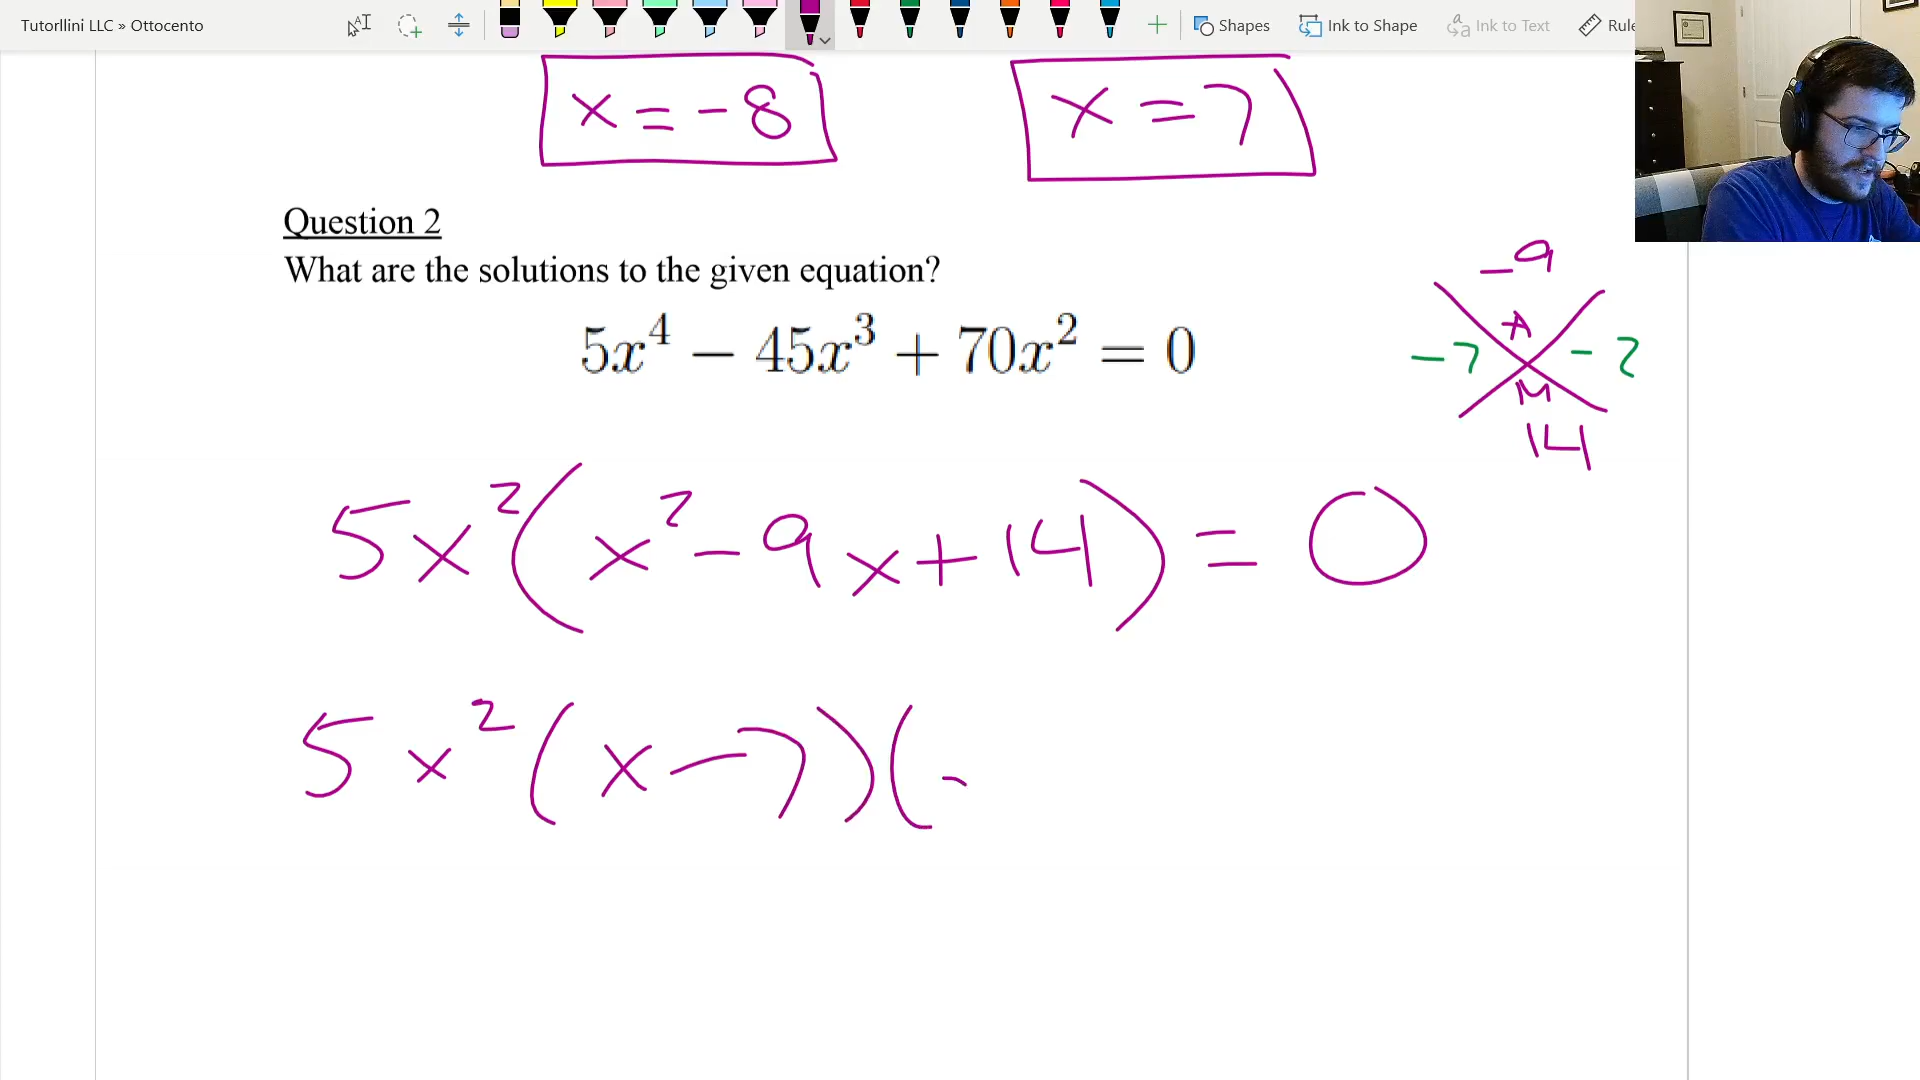 Tutorllini LLC » Ottocento
Shapes
Ink to Shape
Ink to Text
Rule
x = -8
x = 7
Question 2
What are the solutions to the given equation?
5x⁴ − 45x³ + 70x² = 0
-9
A
-7 -2
M
14
5x²(x² - 9x + 14) = 0
5x²(x - 7)(